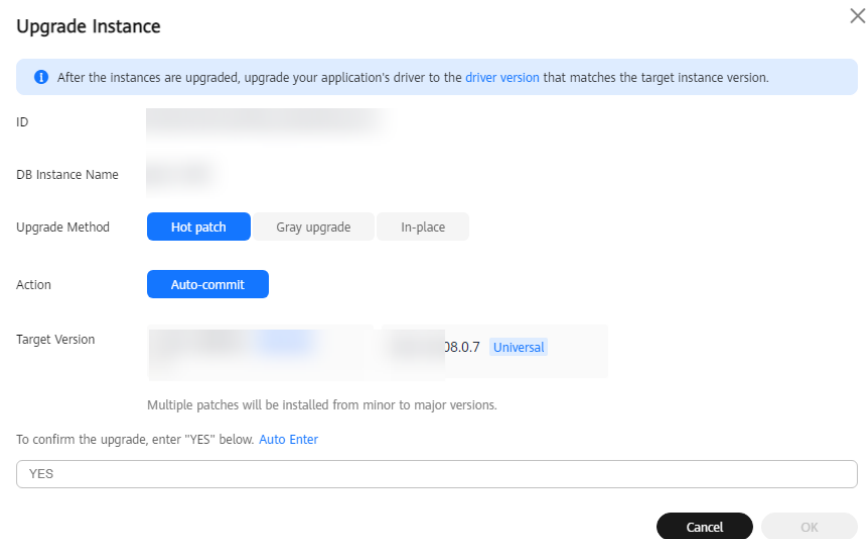 Upgrade Instance
After the instances are upgraded, upgrade your application's driver to the driver version that matches the target instance version.
ID
DB Instance Name
Upgrade Method Hot patch Gray upgrade In-place
Action Auto-commit
Target Version 08.0.7 Universal
Multiple patches will be installed from minor to major versions.
To confirm the upgrade, enter "YES" below. Auto Enter
YES
Cancel OK